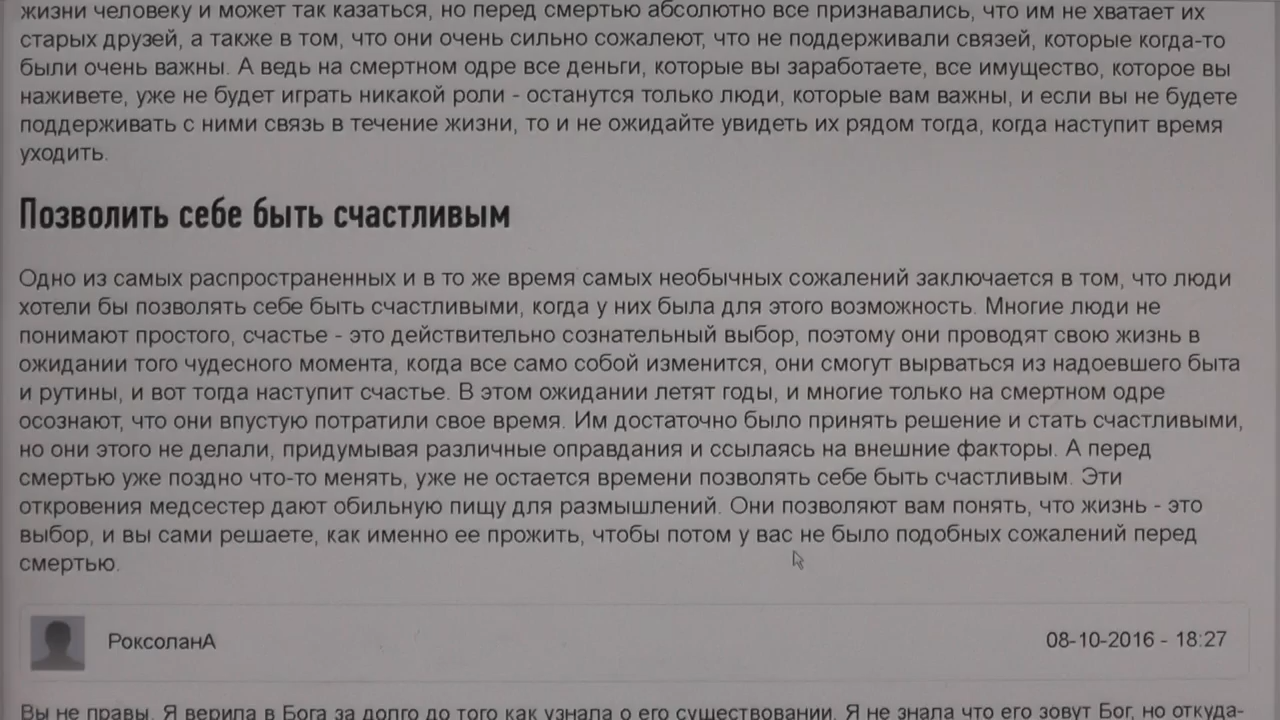 жизни человеку и может так казаться, но перед смертью абсолютно все признавались, что им не хватает их
старых друзей, а также в том, что они очень сильно сожалеют, что не поддерживали связей, которые когда-то
были очень важны. А ведь на смертном одре все деньги, которые вы заработаете, все имущество, которое вы
наживете, уже не будет играть никакой роли - останутся только люди, которые вам важны, и если вы не будете
поддерживать с ними связь в течение жизни, то и не ожидайте увидеть их рядом тогда, когда наступит время
уходить.
Позволить себе быть счастливым
Одно из самых распространенных и в то же время самых необычных сожалений заключается в том, что люди
хотели бы позволять себе быть счастливыми, когда у них была для этого возможность. Многие люди не
понимают простого, счастье - это действительно сознательный выбор, поэтому они проводят свою жизнь в
ожидании того чудесного момента, когда все само собой изменится, они смогут вырваться из надоевшего быта
и рутины, и вот тогда наступит счастье. В этом ожидании летят годы, и многие только на смертном одре
осознают, что они впустую потратили свое время. Им достаточно было принять решение и стать счастливыми,
но они этого не делали, придумывая различные оправдания и ссылаясь на внешние факторы. А перед
смертью уже поздно что-то менять, уже не остается времени позволять себе быть счастливым. Эти
откровения медсестер дают обильную пищу для размышлений. Они позволяют вам понять, что жизнь - это
выбор, и вы сами решаете, как именно ее прожить, чтобы потом у вас не было подобных сожалений перед
смертью.
РоксоланА
08-10-2016 - 18:27
Вы не правы. Я верила в Бога за долго до того как узнала о его существовании. Я не знала что его зовут Бог, но откуда-